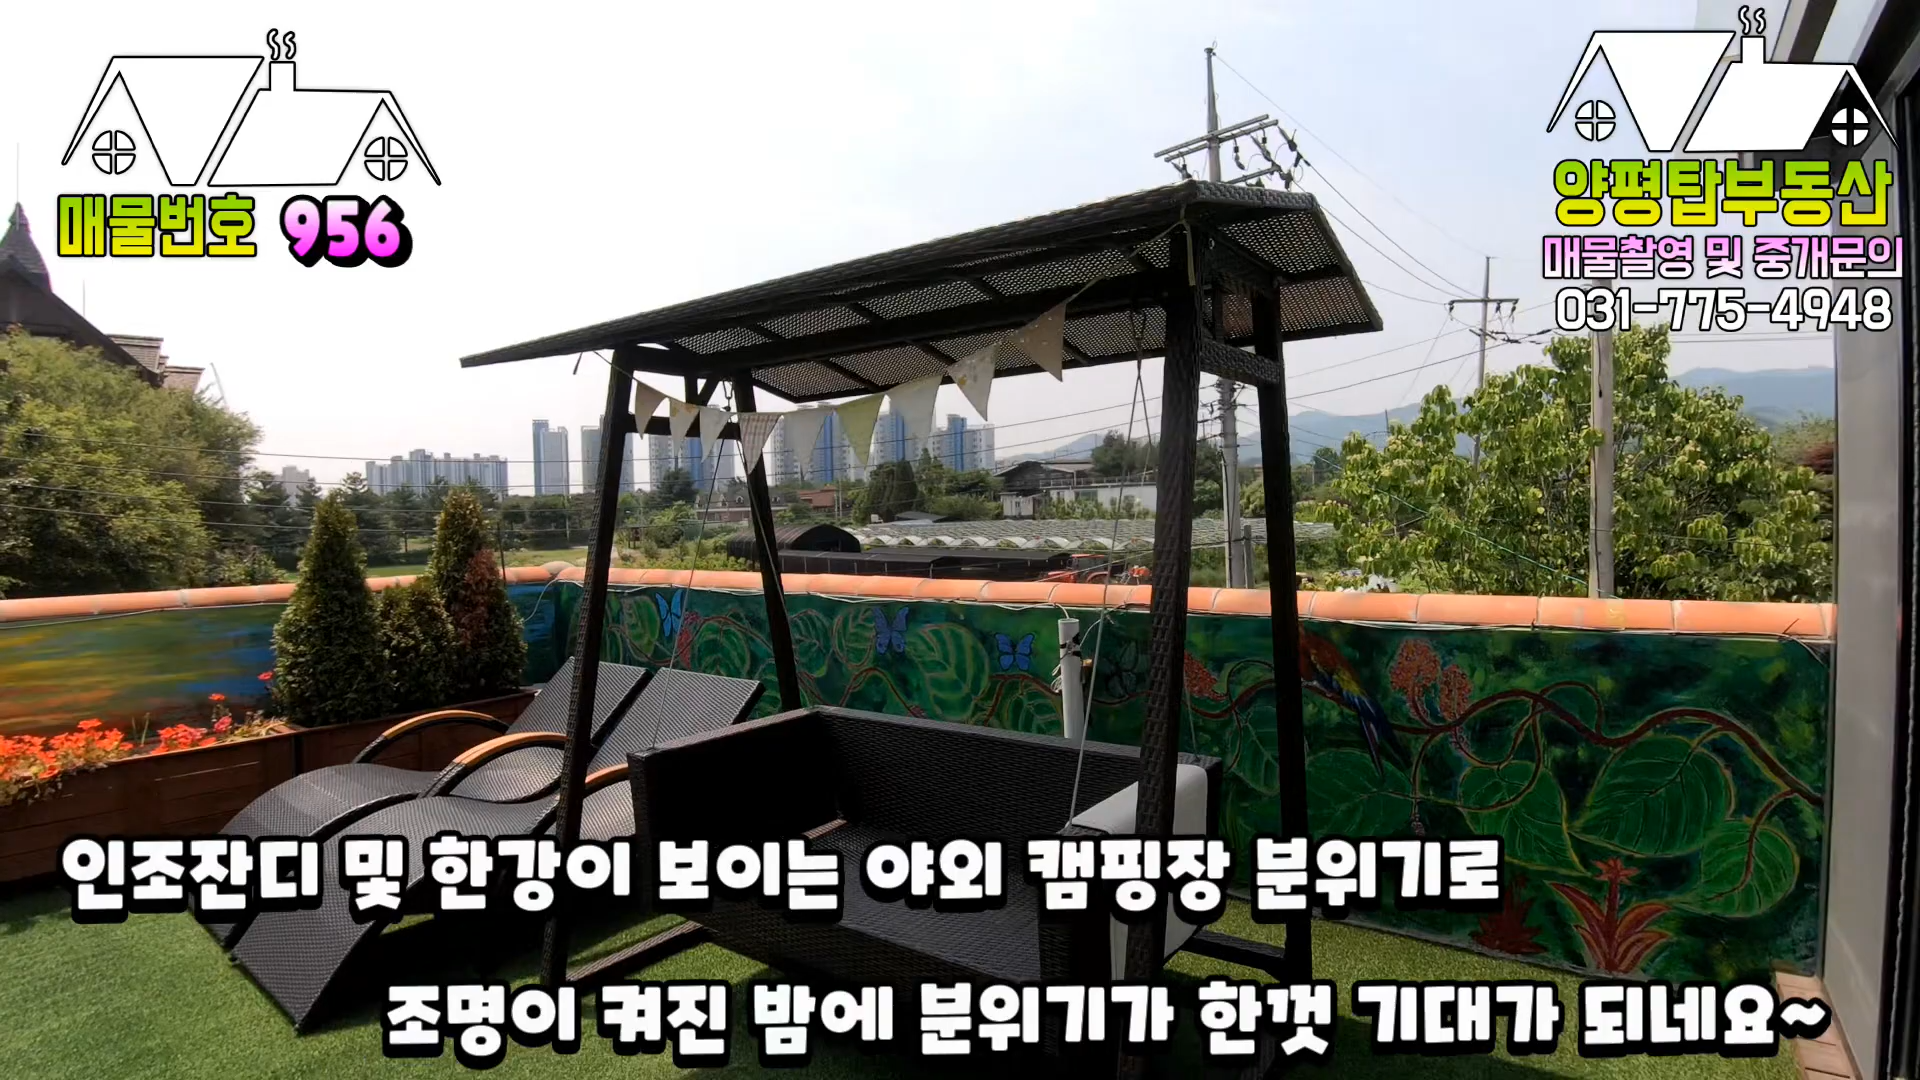 매물번호 956
양평탑부동산
매물촬영 및 중개문의
031-775-4948
인조잔디 및 한강이 보이는 야외 캠핑장 분위기로
조명이 켜진 밤에 분위기가 한껏 기대가 되네요~